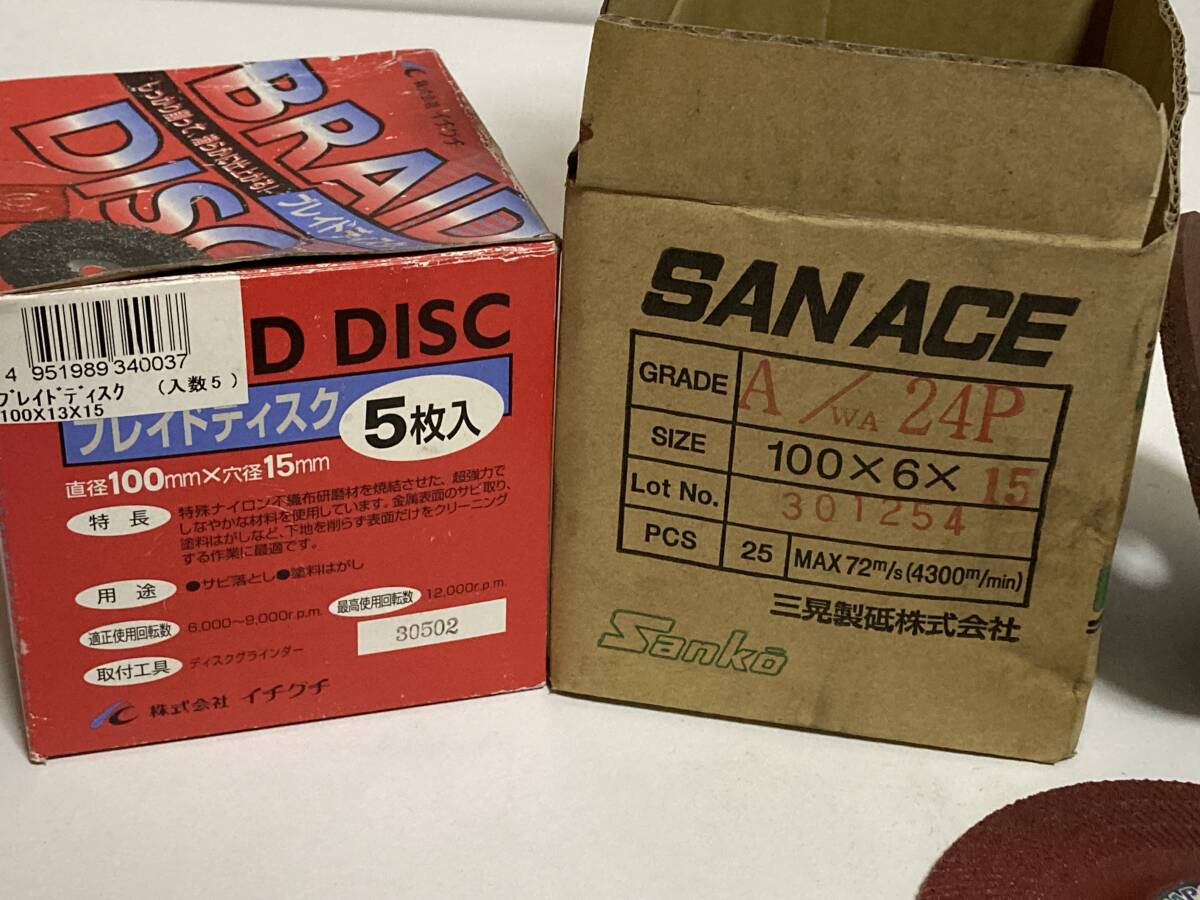 株式会社 イチグチ
BRAID
DISC
ブレイドディスク
4 951989 340037
ブレイドディスク (入数5)
100X13X15
D DISC
ブレイドディスク
5枚入
直径100mm×穴径15mm
特長
特殊ナイロン不織布研磨材を焼結させた、超強力で
しなやかな材料を使用しています。金属表面のサビ取り、
塗料はがしなど、下地を削らず表面だけをクリーニング
する作業に最適です。
用途
●サビ落とし●塗料はがし
適正使用回転数
6,000〜9,000r.p.m.
最高使用回転数
12,000r.p.m.
30502
取付工具
ディスクグラインダー
株式会社 イチグチ
SAN ACE
GRADE A/WA 24P
SIZE 100×6×15
Lot No. 301254
PCS 25 MAX72m/s(4300m/min)
三晃製砥株式会社
Sankō